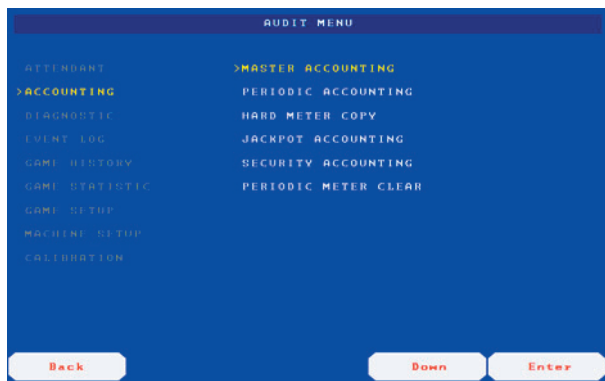 AUDIT MENU
ATTENDANT
>ACCOUNTING
DIAGNOSTIC
EVENT LOG
GAME HISTORY
GAME STATISTIC
GAME SETUP
MACHINE SETUP
CALIBRATION
>MASTER ACCOUNTING
PERIODIC ACCOUNTING
HARD METER COPY
JACKPOT ACCOUNTING
SECURITY ACCOUNTING
PERIODIC METER CLEAR
Back
Down
Enter